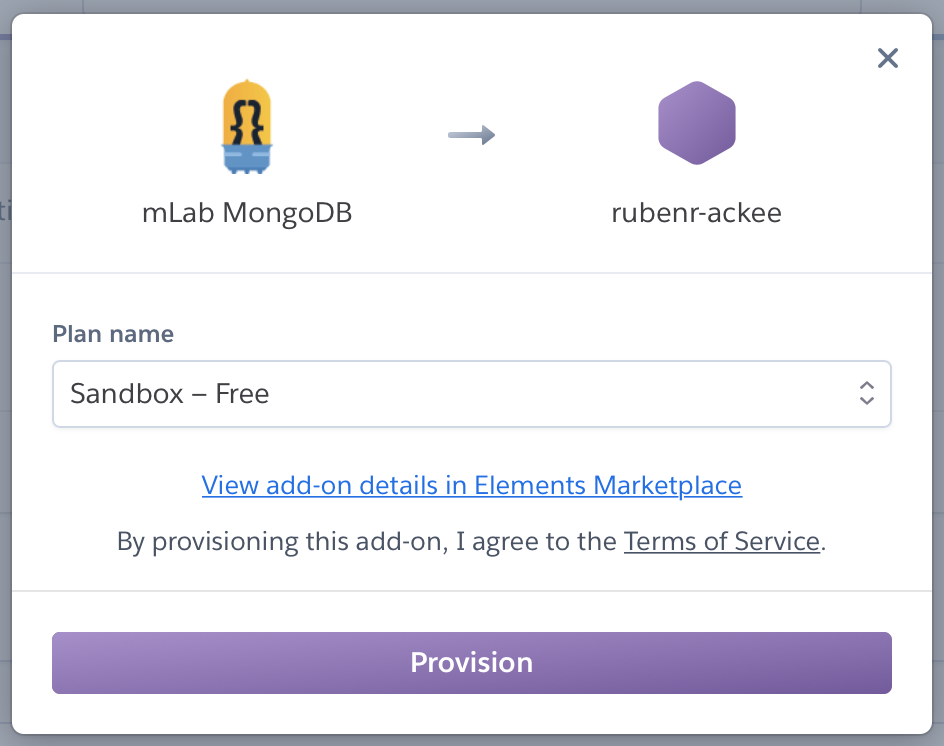 mLab MongoDB
rubenr-ackee
Plan name
Sandbox – Free
View add-on details in Elements Marketplace
By provisioning this add-on, I agree to the Terms of Service.
Provision